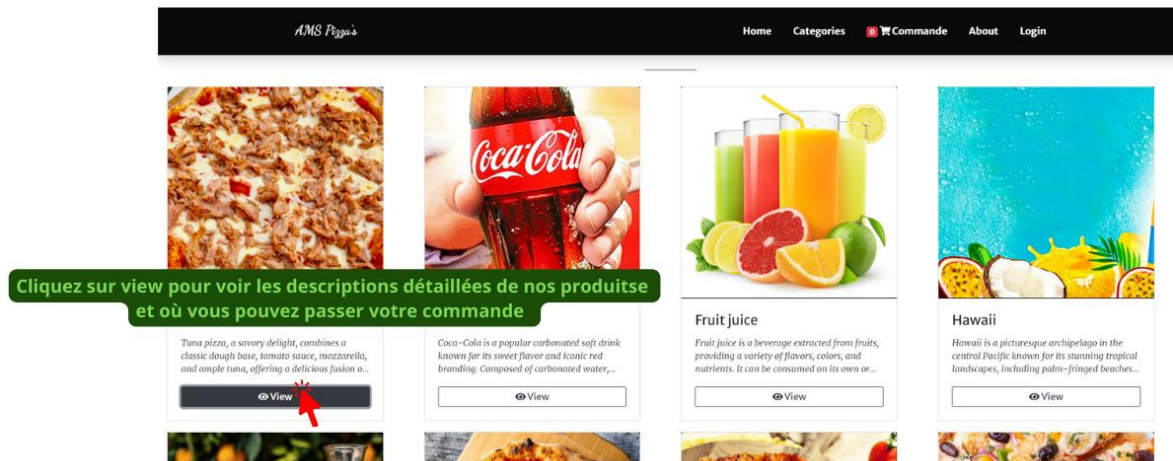 AMS Pizza's
Home Categories 0 Commande About Login
Coca-Cola
Cliquez sur view pour voir les descriptions détaillées de nos produitse
et où vous pouvez passer votre commande
Tuna pizza, a savory delight, combines a
classic dough base, tomato sauce, mozzarella,
and ample tuna, offering a delicious fusion o...
View
Coca-Cola is a popular carbonated soft drink
known for its sweet flavor and iconic red
branding. Composed of carbonated water,...
View
Fruit juice
Fruit juice is a beverage extracted from fruits,
providing a variety of flavors, colors, and
nutrients. It can be consumed on its own or...
View
Hawaii
Hawaii is a picturesque archipelago in the
central Pacific known for its stunning tropical
landscapes, including palm-fringed beaches...
View